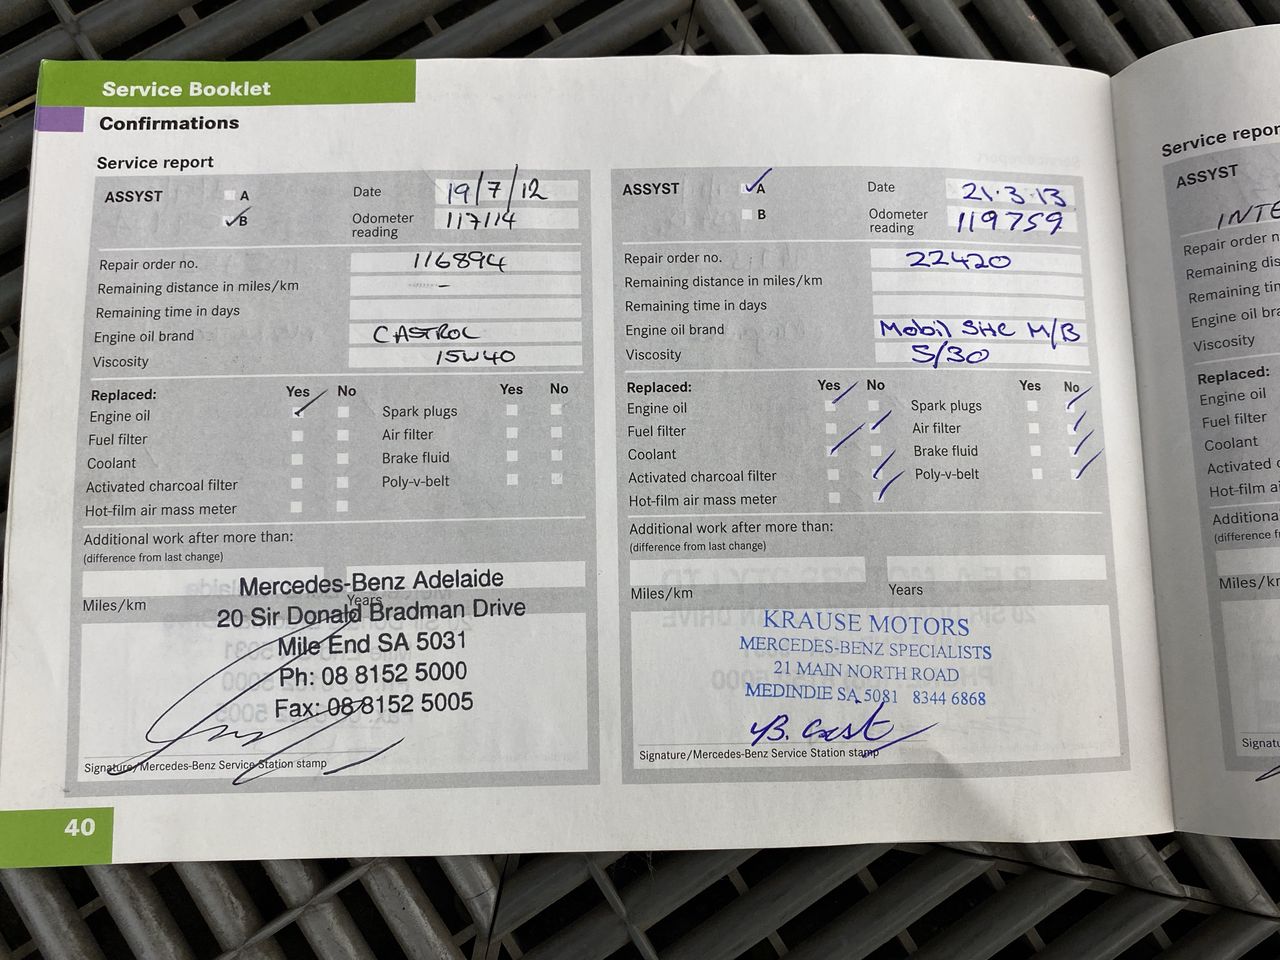 Service Booklet
Confirmations
Service report
ASSYST
A
B
Date 19/7/12
Odometer reading 117114
Repair order no. 116894
Remaining distance in miles/km -
Remaining time in days
Engine oil brand CASTROL
Viscosity 15W40
Replaced: Yes No Yes No
Engine oil Spark plugs
Fuel filter Air filter
Coolant Brake fluid
Activated charcoal filter Poly-v-belt
Hot-film air mass meter
Additional work after more than:
(difference from last change)
Miles/km Years
Mercedes-Benz Adelaide
20 Sir Donald Bradman Drive
Mile End SA 5031
Ph: 08 8152 5000
Fax: 08 8152 5005
Signature/Mercedes-Benz Service Station stamp
40
ASSYST
A
B
Date 21.3.13
Odometer reading 119759
Repair order no. 22420
Remaining distance in miles/km
Remaining time in days
Engine oil brand Mobil SHC M/B
Viscosity 5/30
Replaced: Yes No Yes No
Engine oil Spark plugs
Fuel filter Air filter
Coolant Brake fluid
Activated charcoal filter Poly-v-belt
Hot-film air mass meter
Additional work after more than:
(difference from last change)
Miles/km Years
KRAUSE MOTORS
MERCEDES-BENZ SPECIALISTS
21 MAIN NORTH ROAD
MEDINDIE SA 5081 8344 6868
Signature/Mercedes-Benz Service Station stamp
Service repor
ASSYST
INTE
Repair order n
Remaining dis
Remaining tin
Engine oil bra
Viscosity
Replaced:
Engine oil
Fuel filter
Coolant
Activated c
Hot-film ai
Additiona
(difference f
Miles/k
Signatu